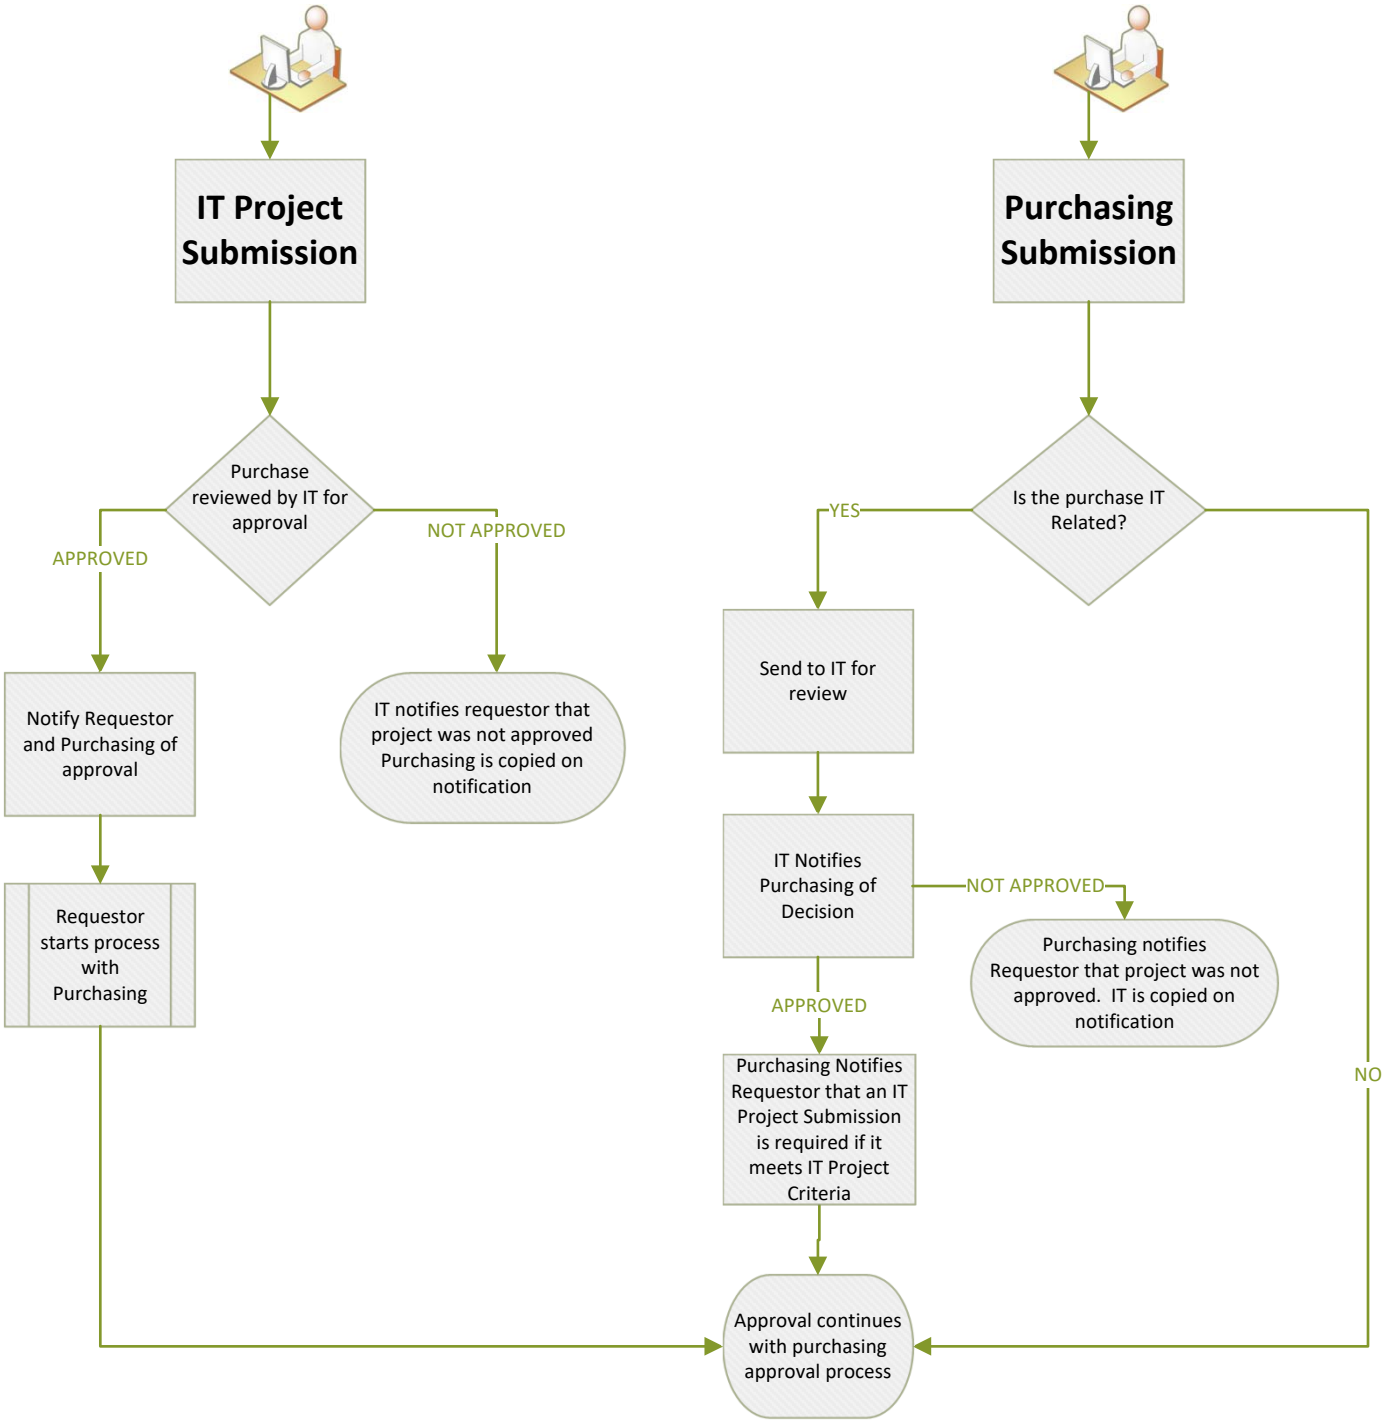 IT Project
Submission
Purchasing
Submission
Purchase
reviewed by IT for
approval
Is the purchase IT
Related?
YES
NOT APPROVED
APPROVED
Send to IT for
review
Notify Requestor
and Purchasing of
approval
IT notifies requestor that
project was not approved
Purchasing is copied on
notification
IT Notifies
Purchasing of
Decision
NOT APPROVED
Requestor
starts process
with
Purchasing
Purchasing notifies
Requestor that project was not
approved.  IT is copied on
notification
APPROVED
NO
Purchasing Notifies
Requestor that an IT
Project Submission
is required if it
meets IT Project
Criteria
Approval continues
with purchasing
approval process